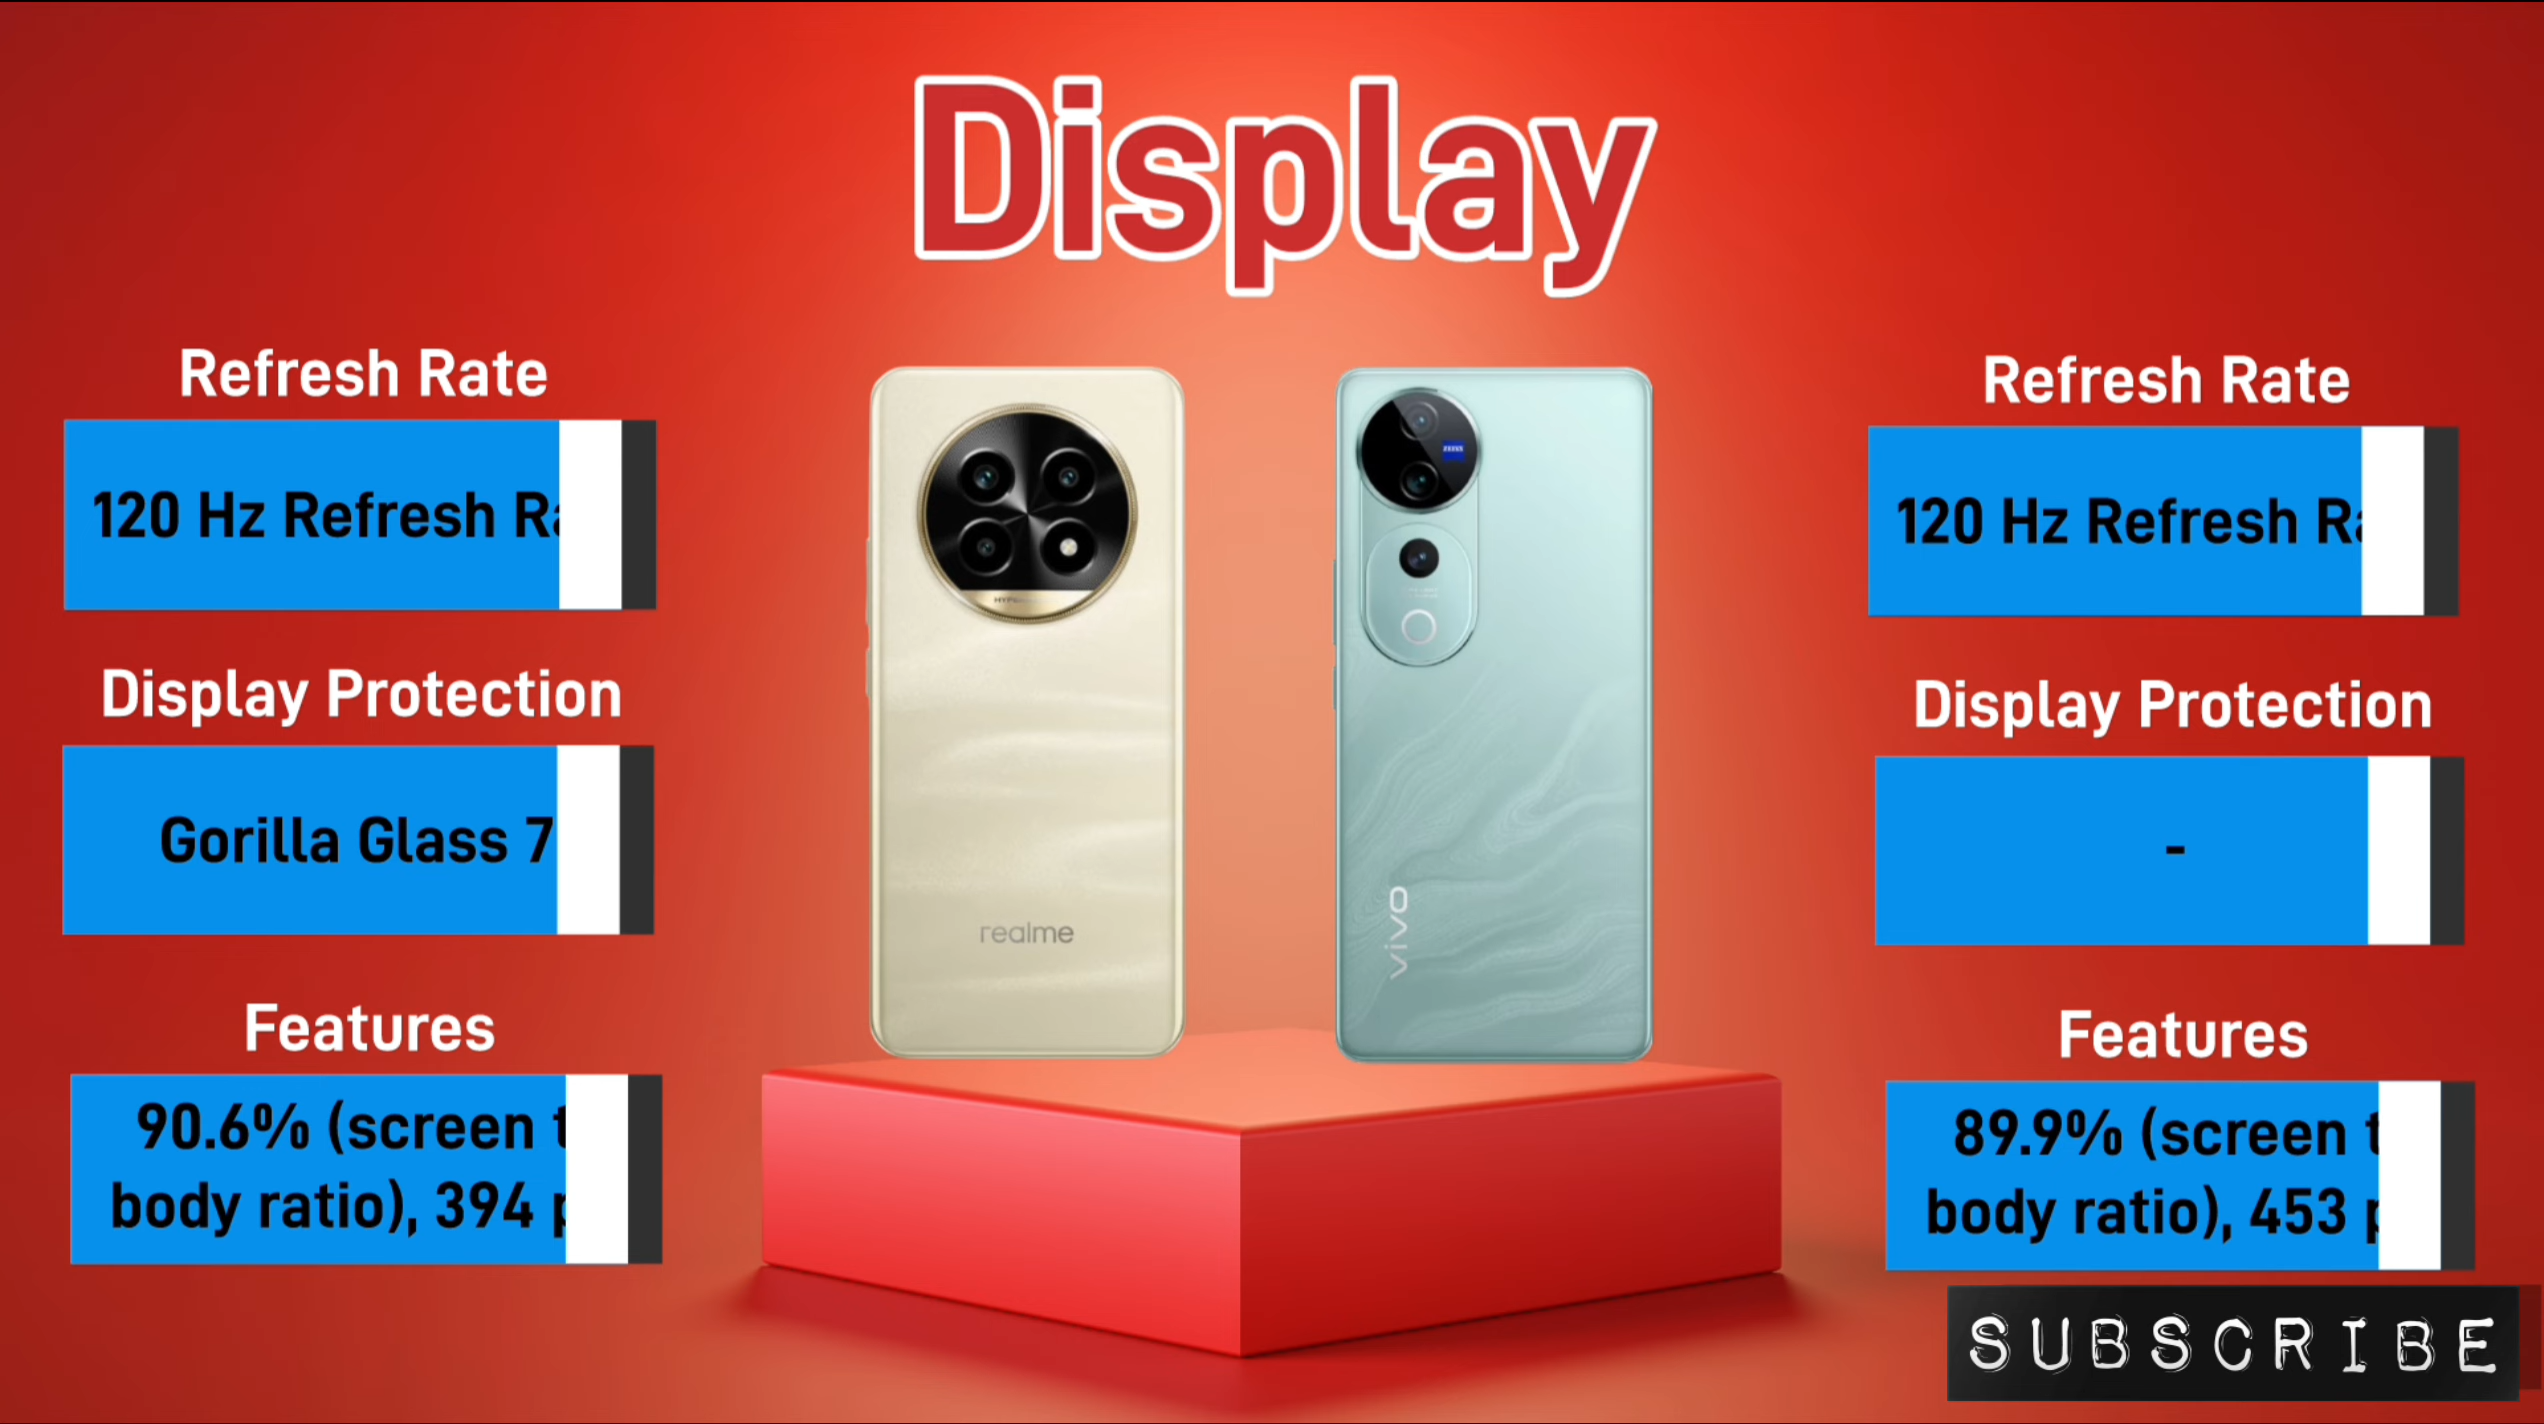 Display
Refresh Rate
120 Hz Refresh
Display Protection
Gorilla Glass 7
Features
90.6% (screen
body ratio), 394
realme
ZEISS
vivo
Refresh Rate
120 Hz Refresh
Display Protection
-
Features
89.9% (screen
body ratio), 453
SUBSCRIBE